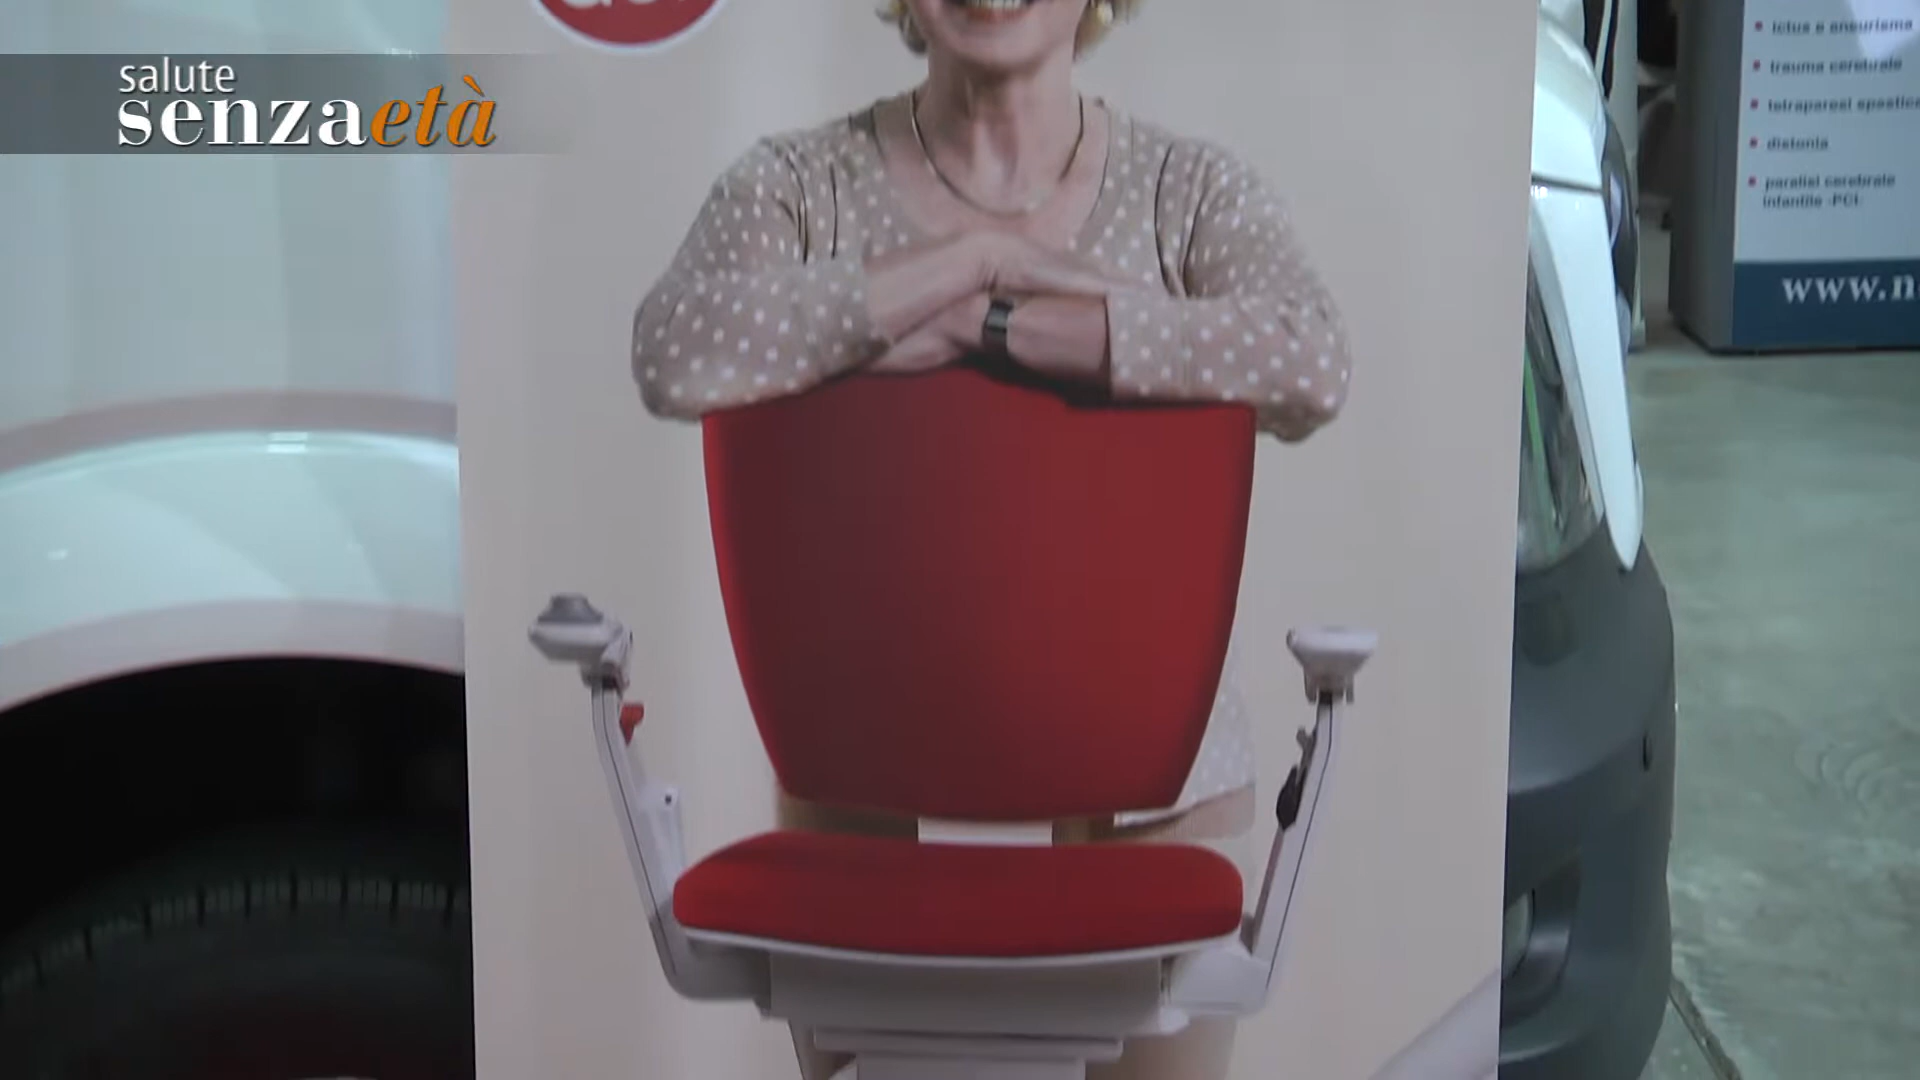 salute
senzaetà
ictus e aneurisma
trauma cerebrale
tetraparesi spastica
distonia
paralisi cerebrale
infantile -PCI-
www.n